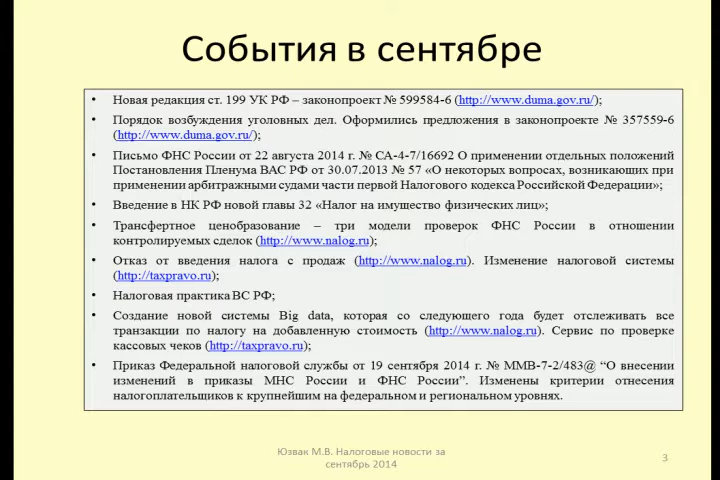 События в сентябре
• Новая редакция ст. 199 УК РФ – законопроект № 599584-6 (http://www.duma.gov.ru/);
• Порядок возбуждения уголовных дел. Оформились предложения в законопроекте № 357559-6
(http://www.duma.gov.ru/);
• Письмо ФНС России от 22 августа 2014 г. № СА-4-7/16692 О применении отдельных положений
Постановления Пленума ВАС РФ от 30.07.2013 № 57 «О некоторых вопросах, возникающих при
применении арбитражными судами части первой Налогового кодекса Российской Федерации»;
• Введение в НК РФ новой главы 32 «Налог на имущество физических лиц»;
• Трансфертное ценобразование – три модели проверок ФНС России в отношении
контролируемых сделок (http://www.nalog.ru);
• Отказ от введения налога с продаж (http://www.nalog.ru). Изменение налоговой системы
(http://taxpravo.ru);
• Налоговая практика ВС РФ;
• Создание новой системы Big data, которая со следующего года будет отслеживать все
транзакции по налогу на добавленную стоимость (http://www.nalog.ru). Сервис по проверке
кассовых чеков (http://taxpravo.ru);
• Приказ Федеральной налоговой службы от 19 сентября 2014 г. № ММВ-7-2/483@ “О внесении
изменений в приказы МНС России и ФНС России”. Изменены критерии отнесения
налогоплательщиков к крупнейшим на федеральном и региональном уровнях.
Юзвак М.В. Налоговые новости за
сентябрь 2014
3